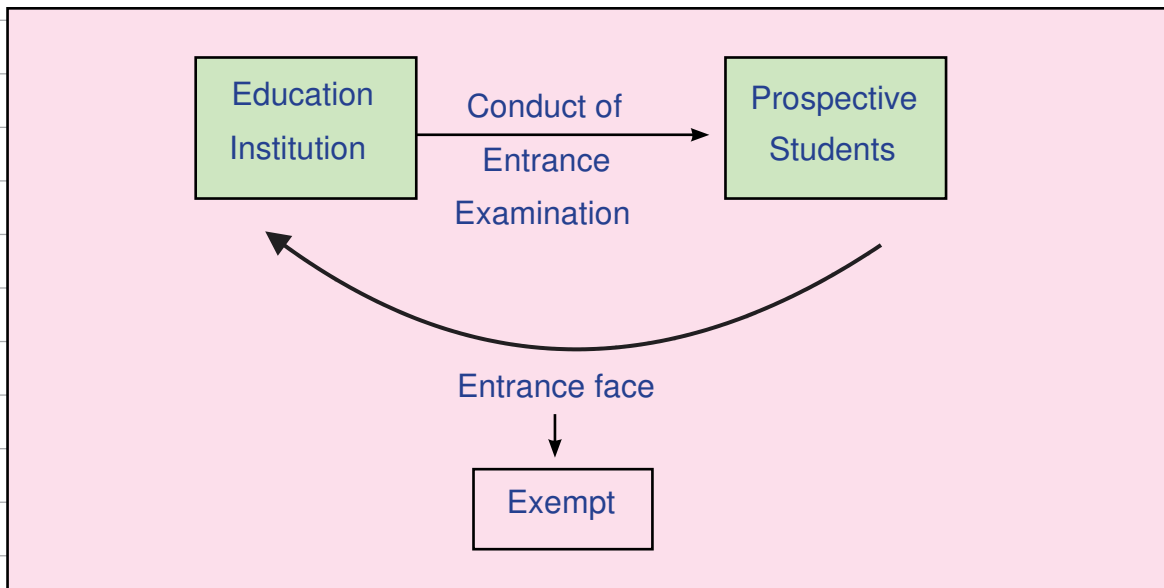 Education
Institution
Conduct of
Entrance
Examination
Prospective
Students
Entrance face
Exempt